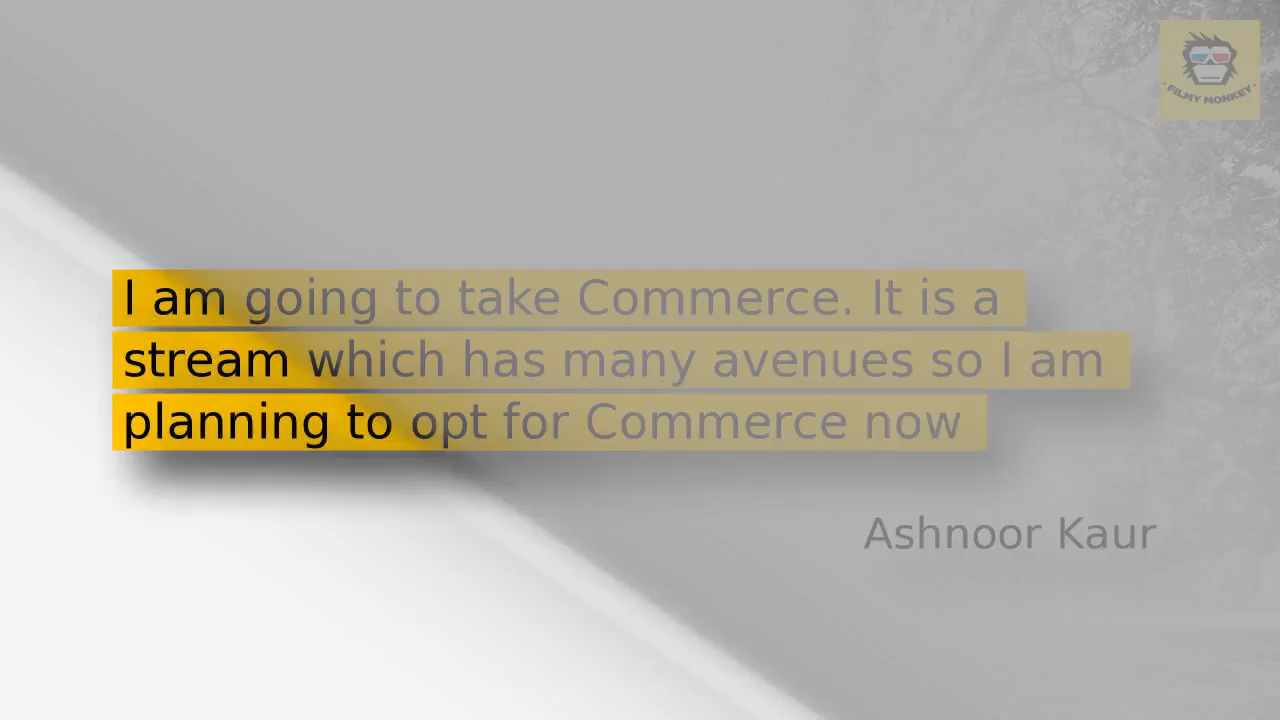 FILMY MONKEY
I am going to take Commerce. It is a
stream which has many avenues so I am
planning to opt for Commerce now
Ashnoor Kaur